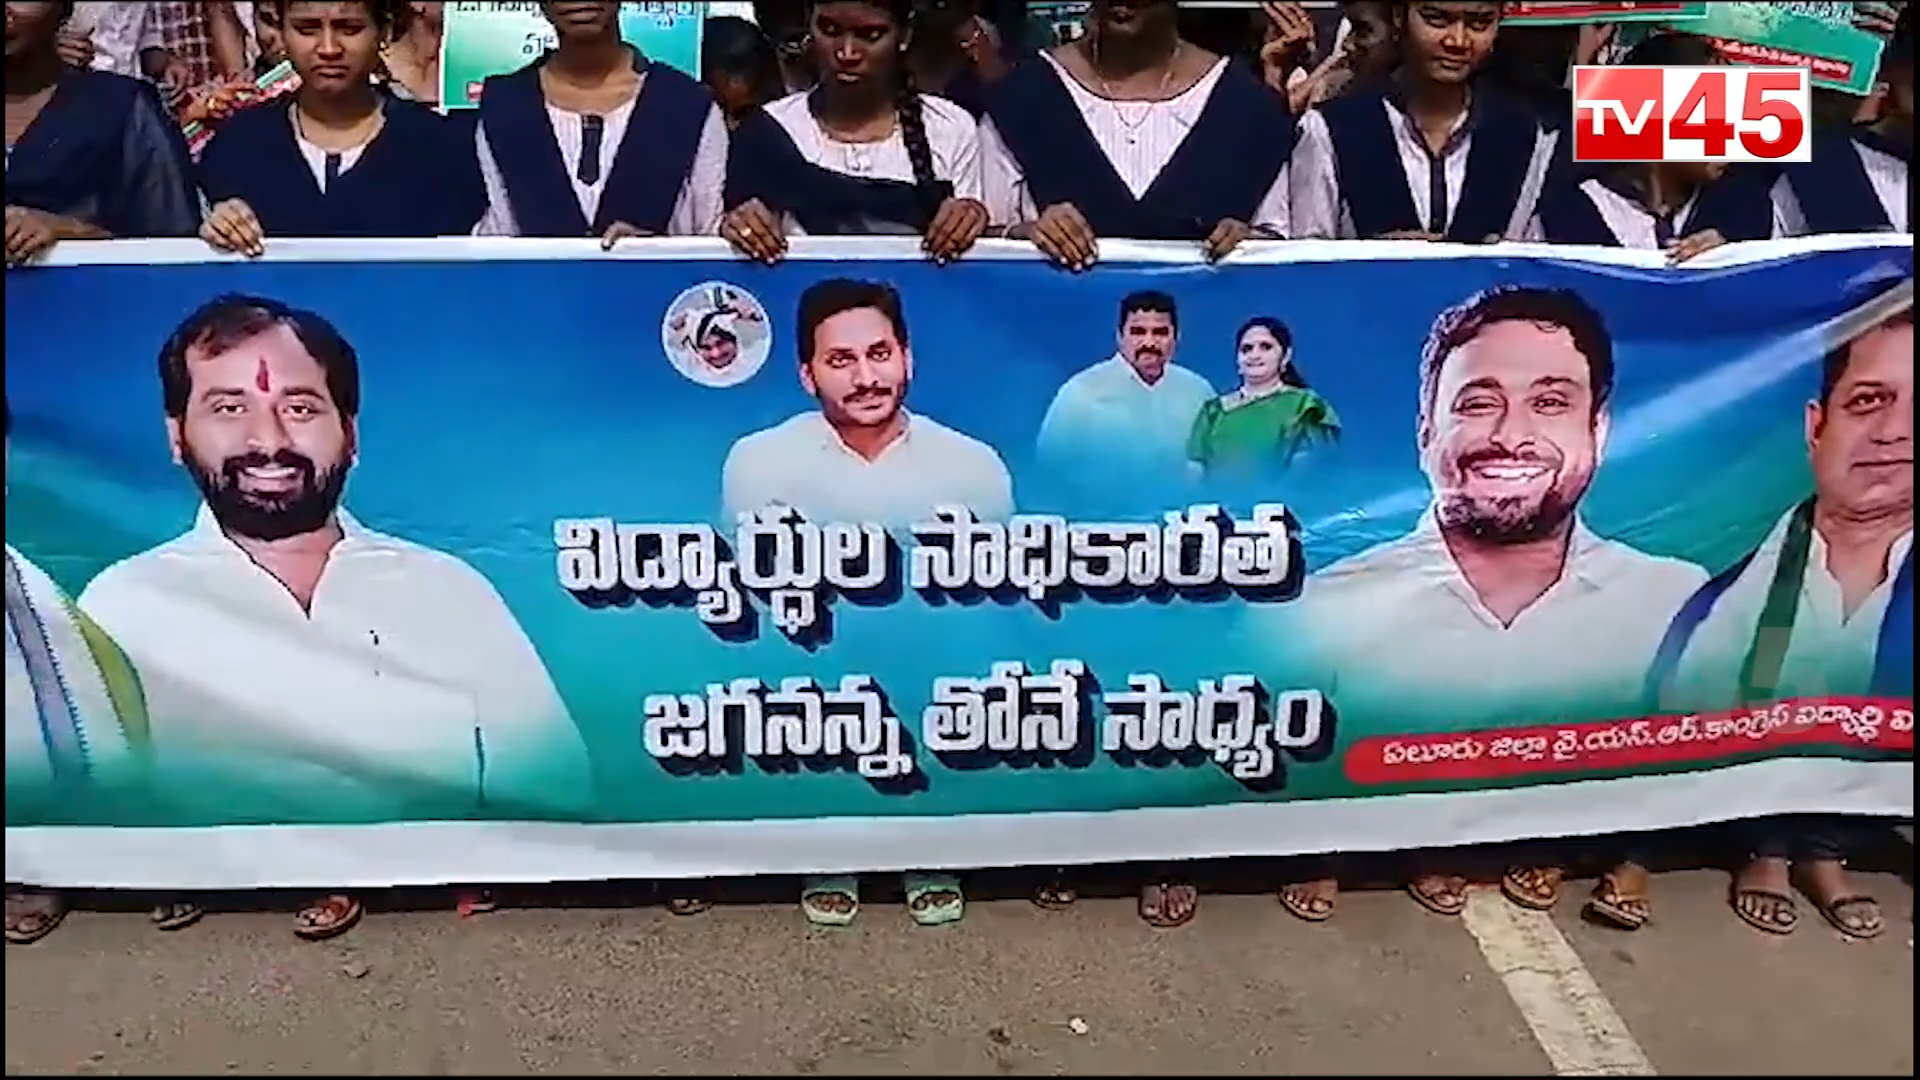 TV45
విద్యార్థుల సాధికారత
జగనన్న తోనే సాధ్యం
ఏలూరు జిల్లా వై.యస్.ఆర్.కాంగ్రెస్ విద్యార్థి వి